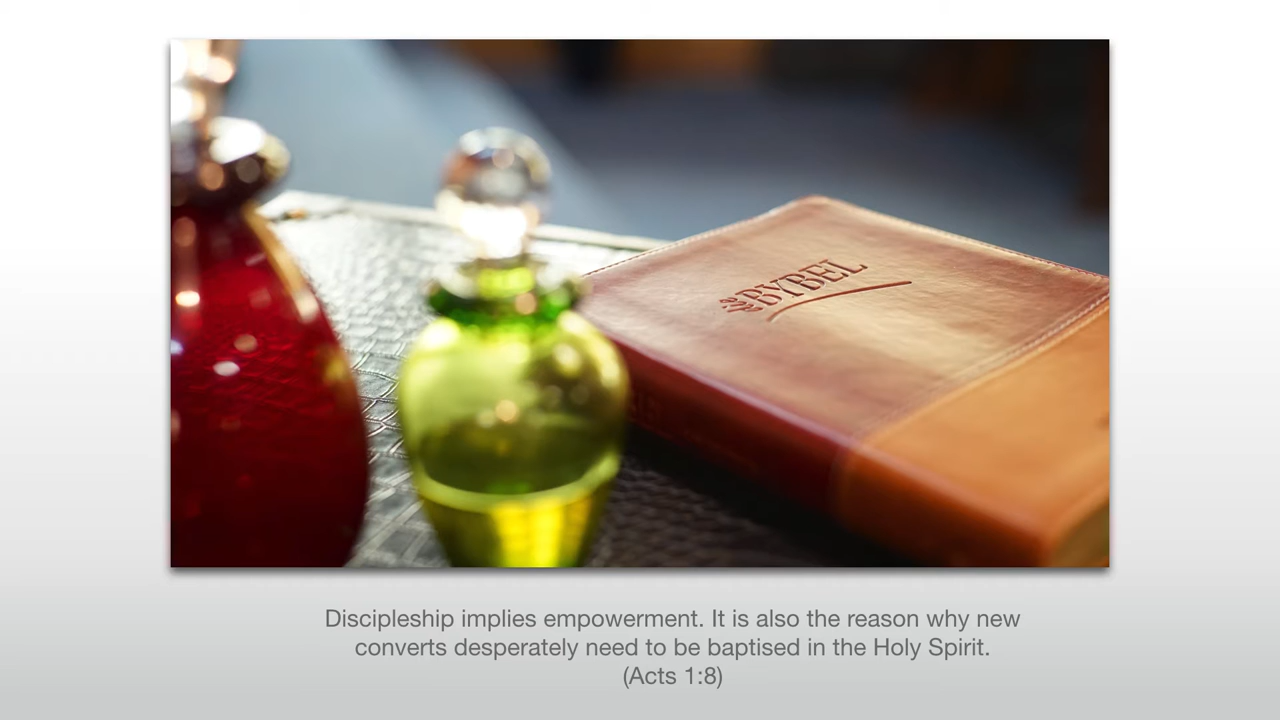 BYBEL
Discipleship implies empowerment. It is also the reason why new
converts desperately need to be baptised in the Holy Spirit.
(Acts 1:8)